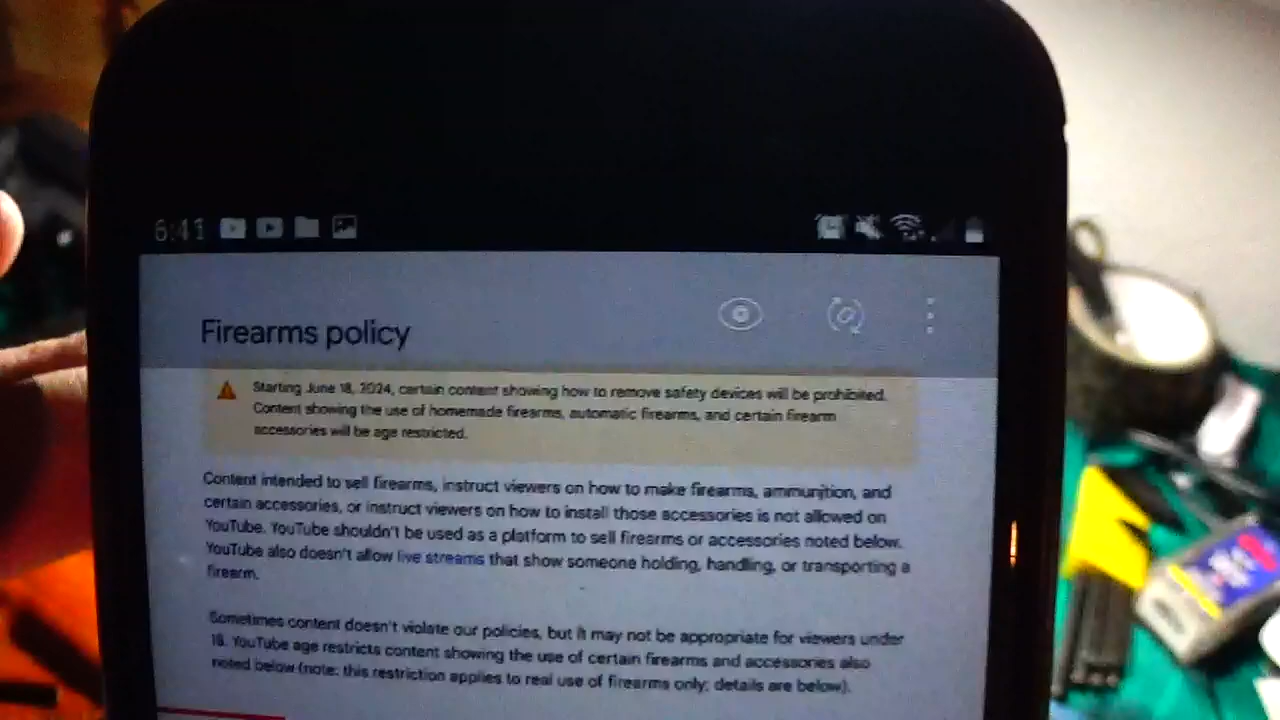 6:41
Firearms policy
Starting June 18, 2024, certain content showing how to remove safety devices will be prohibited.
Content showing the use of homemade firearms, automatic firearms, and certain firearm
accessories will be age restricted.
Content intended to sell firearms, instruct viewers on how to make firearms, ammunition, and
certain accessories, or instruct viewers on how to install those accessories is not allowed on
YouTube. YouTube shouldn't be used as a platform to sell firearms or accessories noted below.
YouTube also doesn't allow live streams that show someone holding, handling, or transporting a
firearm.
Sometimes content doesn't violate our policies, but it may not be appropriate for viewers under
18. YouTube age restricts content showing the use of certain firearms and accessories also
noted below (note: this restriction applies to real use of firearms only; details are below).